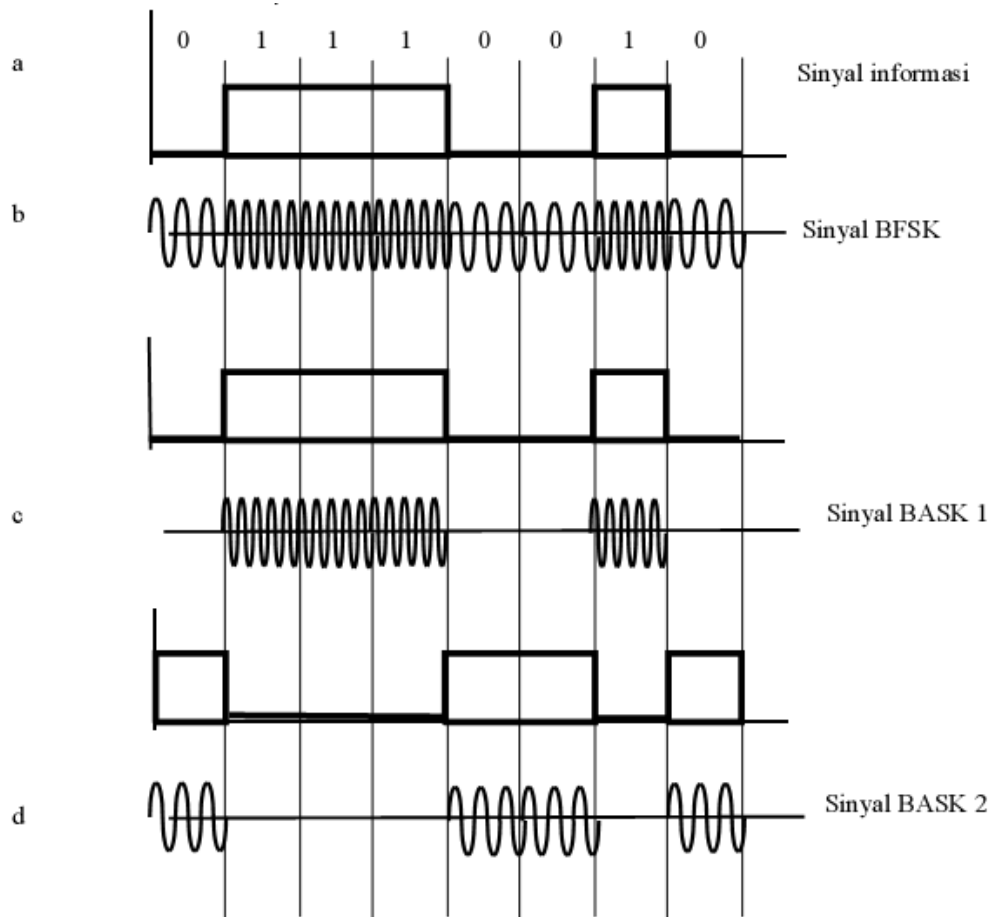 0 1 1 1 0 0 1 0
a
Sinyal informasi
b
Sinyal BFSK
c
Sinyal BASK 1
d
Sinyal BASK 2